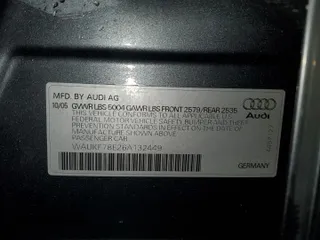 MFD. BY AUDI AG
10/05 GVWR LBS 5004 GAWR LBS FRONT 2579/REAR 2535
THIS VEHICLE CONFORMS TO ALL APPLICABLE
FEDERAL MOTOR VEHICLE SAFETY BUMPER AND THEFT
PREVENTION STANDARDS IN EFFECT ON THE
DATE OF MANUFACTURE SHOWN ABOVE
PASSENGER CAR
Audi
GERMANY